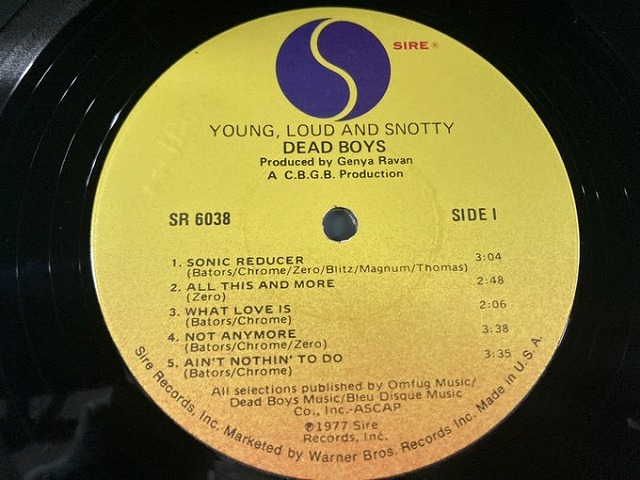 SIRE®
YOUNG, LOUD AND SNOTTY
DEAD BOYS
Produced by Genya Ravan
A C.B.G.B. Production
SR 6038
SIDE I
1. SONIC REDUCER 3:04
(Bators/Chrome/Zero/Blitz/Magnum/Thomas)
2. ALL THIS AND MORE 2:48
(Zero)
3. WHAT LOVE IS 2:06
(Bators/Chrome)
4. NOT ANYMORE 3:38
(Bators/Chrome/Zero)
5. AIN'T NOTHIN' TO DO 3:35
(Bators/Chrome)
All selections published by Omfug Music/
Dead Boys Music/Bleu Disque Music
Co., Inc.-ASCAP
℗1977 Sire
Records, Inc.
Sire Records, Inc. Marketed by Warner Bros. Records Inc. Made in U.S.A.